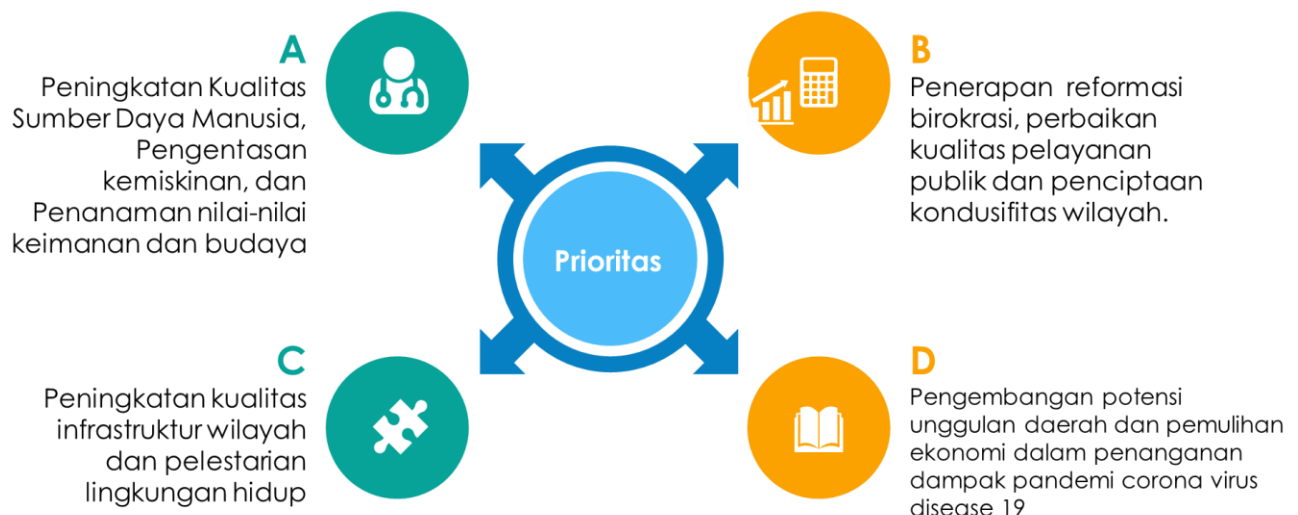 A
Peningkatan Kualitas
Sumber Daya Manusia,
Pengentasan
kemiskinan, dan
Penanaman nilai-nilai
keimanan dan budaya
B
Penerapan reformasi
birokrasi, perbaikan
kualitas pelayanan
publik dan penciptaan
kondusifitas wilayah.
Prioritas
C
Peningkatan kualitas
infrastruktur wilayah
dan pelestarian
lingkungan hidup
D
Pengembangan potensi
unggulan daerah dan pemulihan
ekonomi dalam penanganan
dampak pandemi corona virus
disease 19